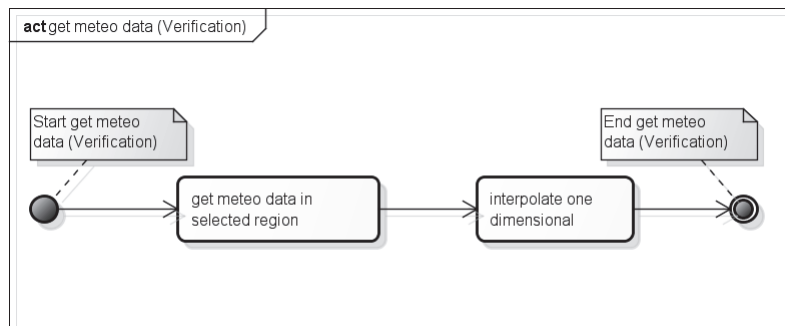 act get meteo data (Verification)
Start get meteo
data (Verification)
End get meteo
data (Verification)
get meteo data in
selected region
interpolate one
dimensional